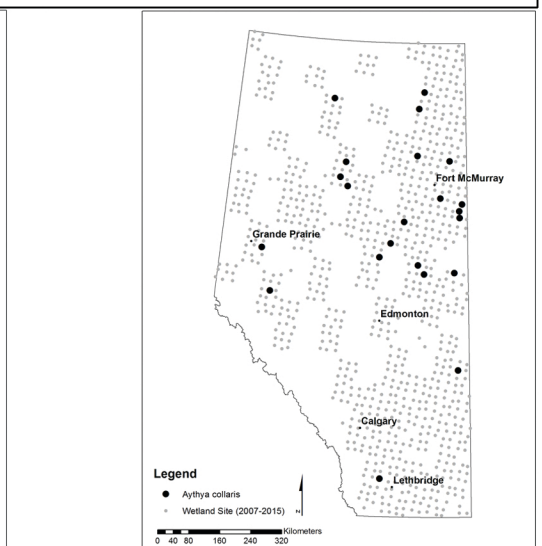 Fort McMurray
Grande Prairie
Edmonton
Calgary
Lethbridge
Legend
Aythya collaris
Wetland Site (2007-2015)
N
Kilometers
0 40 80 160 240 320